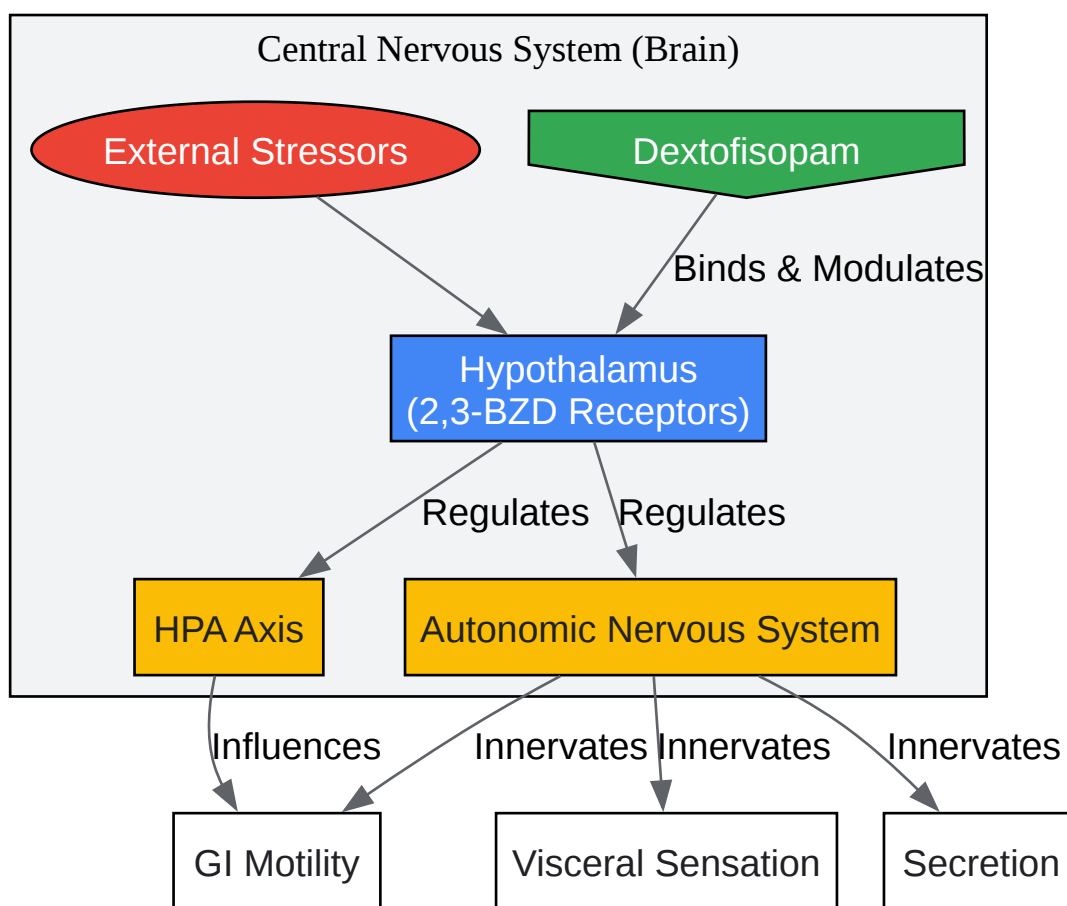 Central Nervous System (Brain)
External Stressors
Dextofisopam
Binds & Modulates
Hypothalamus
(2,3-BZD Receptors)
Regulates
Regulates
HPA Axis
Autonomic Nervous System
Influences
Innervates
Innervates
Innervates
GI Motility
Visceral Sensation
Secretion